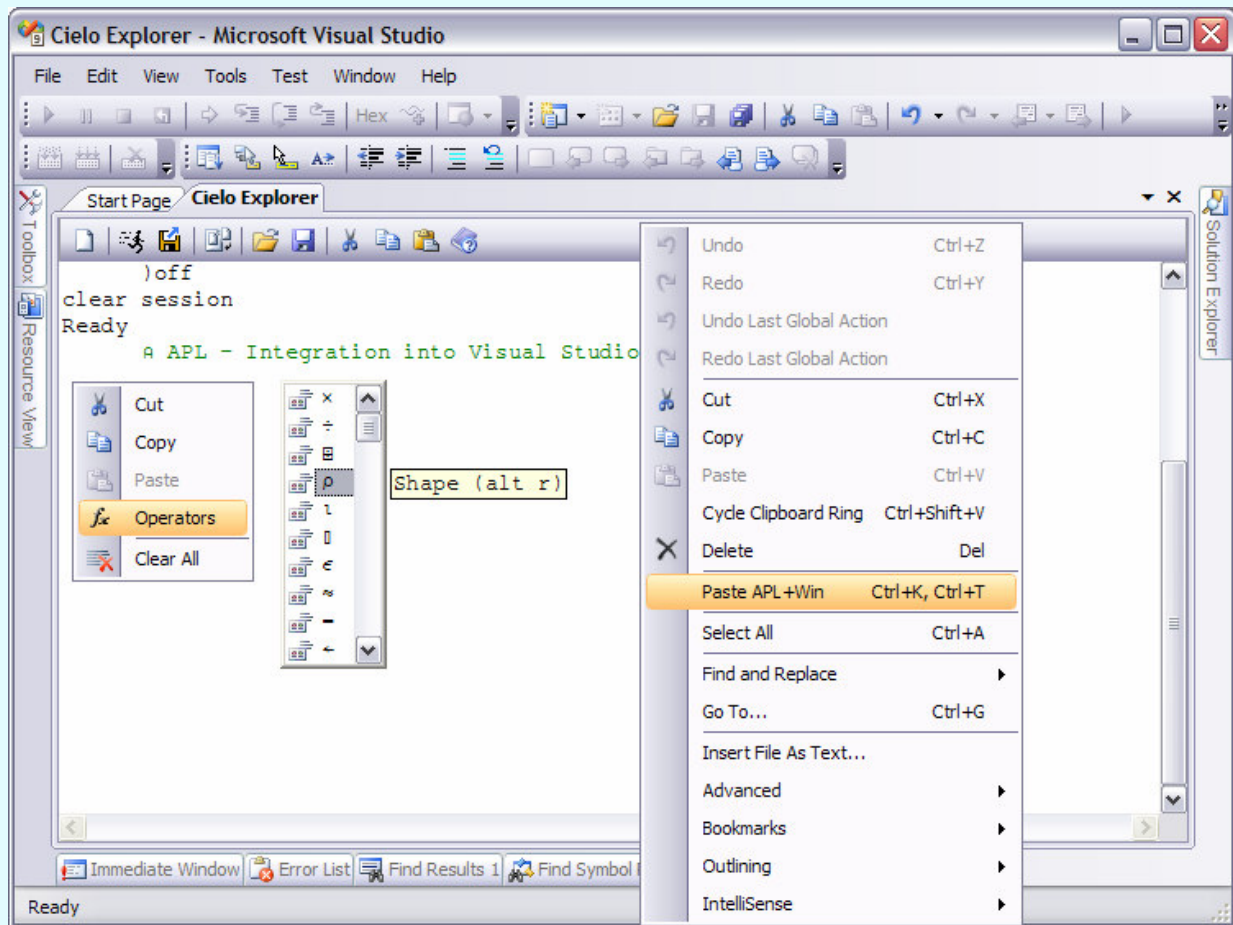 Cielo Explorer - Microsoft Visual Studio
File Edit View Tools Test Window Help
Hex
Start Page Cielo Explorer
Toolbox
Resource View
Solution Explorer
)off
clear session
Ready
⍝ APL - Integration into Visual Studio
Cut
Copy
Paste
Operators
Clear All
×
÷
⌹
⍴
⍳
⌷
∊
≈
-
←
Shape (alt r)
Undo Ctrl+Z
Redo Ctrl+Y
Undo Last Global Action
Redo Last Global Action
Cut Ctrl+X
Copy Ctrl+C
Paste Ctrl+V
Cycle Clipboard Ring Ctrl+Shift+V
Delete Del
Paste APL+Win Ctrl+K, Ctrl+T
Select All Ctrl+A
Find and Replace
Go To... Ctrl+G
Insert File As Text...
Advanced
Bookmarks
Outlining
IntelliSense
Immediate Window Error List Find Results 1 Find Symbol
Ready